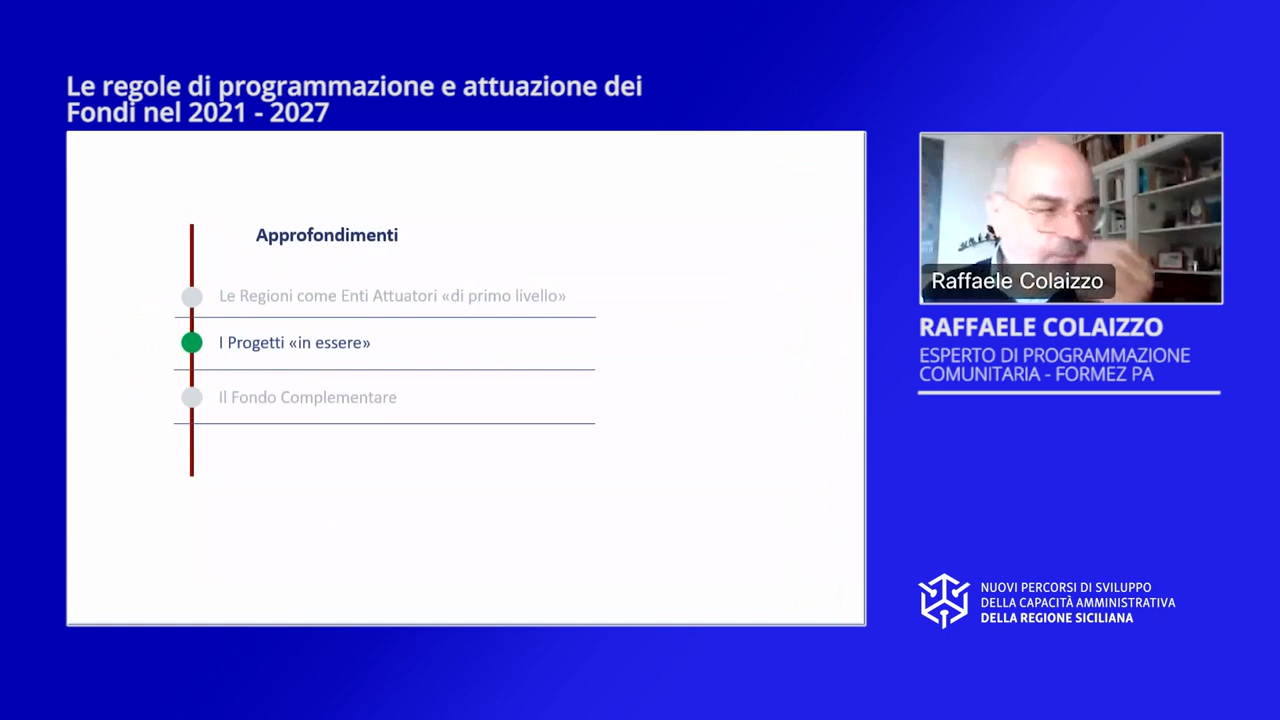 Le regole di programmazione e attuazione dei
Fondi nel 2021 - 2027
Approfondimenti
Le Regioni come Enti Attuatori «di primo livello»
I Progetti «in essere»
Il Fondo Complementare
Raffaele Colaizzo
RAFFAELE COLAIZZO
ESPERTO DI PROGRAMMAZIONE
COMUNITARIA - FORMEZ PA
NUOVI PERCORSI DI SVILUPPO
DELLA CAPACITÀ AMMINISTRATIVA
DELLA REGIONE SICILIANA